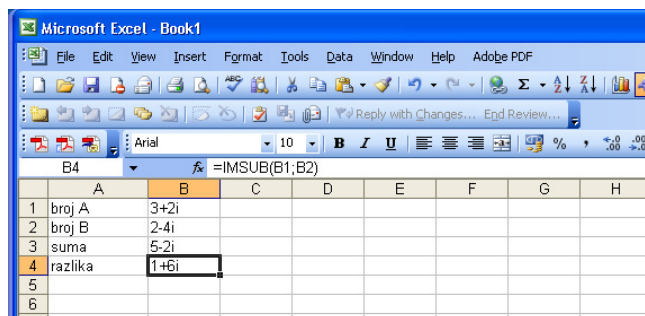 Microsoft Excel - Book1
File Edit View Insert Format Tools Data Window Help Adobe PDF
Reply with Changes... End Review...
Arial 10 B I U % , .00
B4 fx =IMSUB(B1;B2)
A B C D E F G H
1 broj A 3+2i
2 broj B 2-4i
3 suma 5-2i
4 razlika 1+6i
5
6